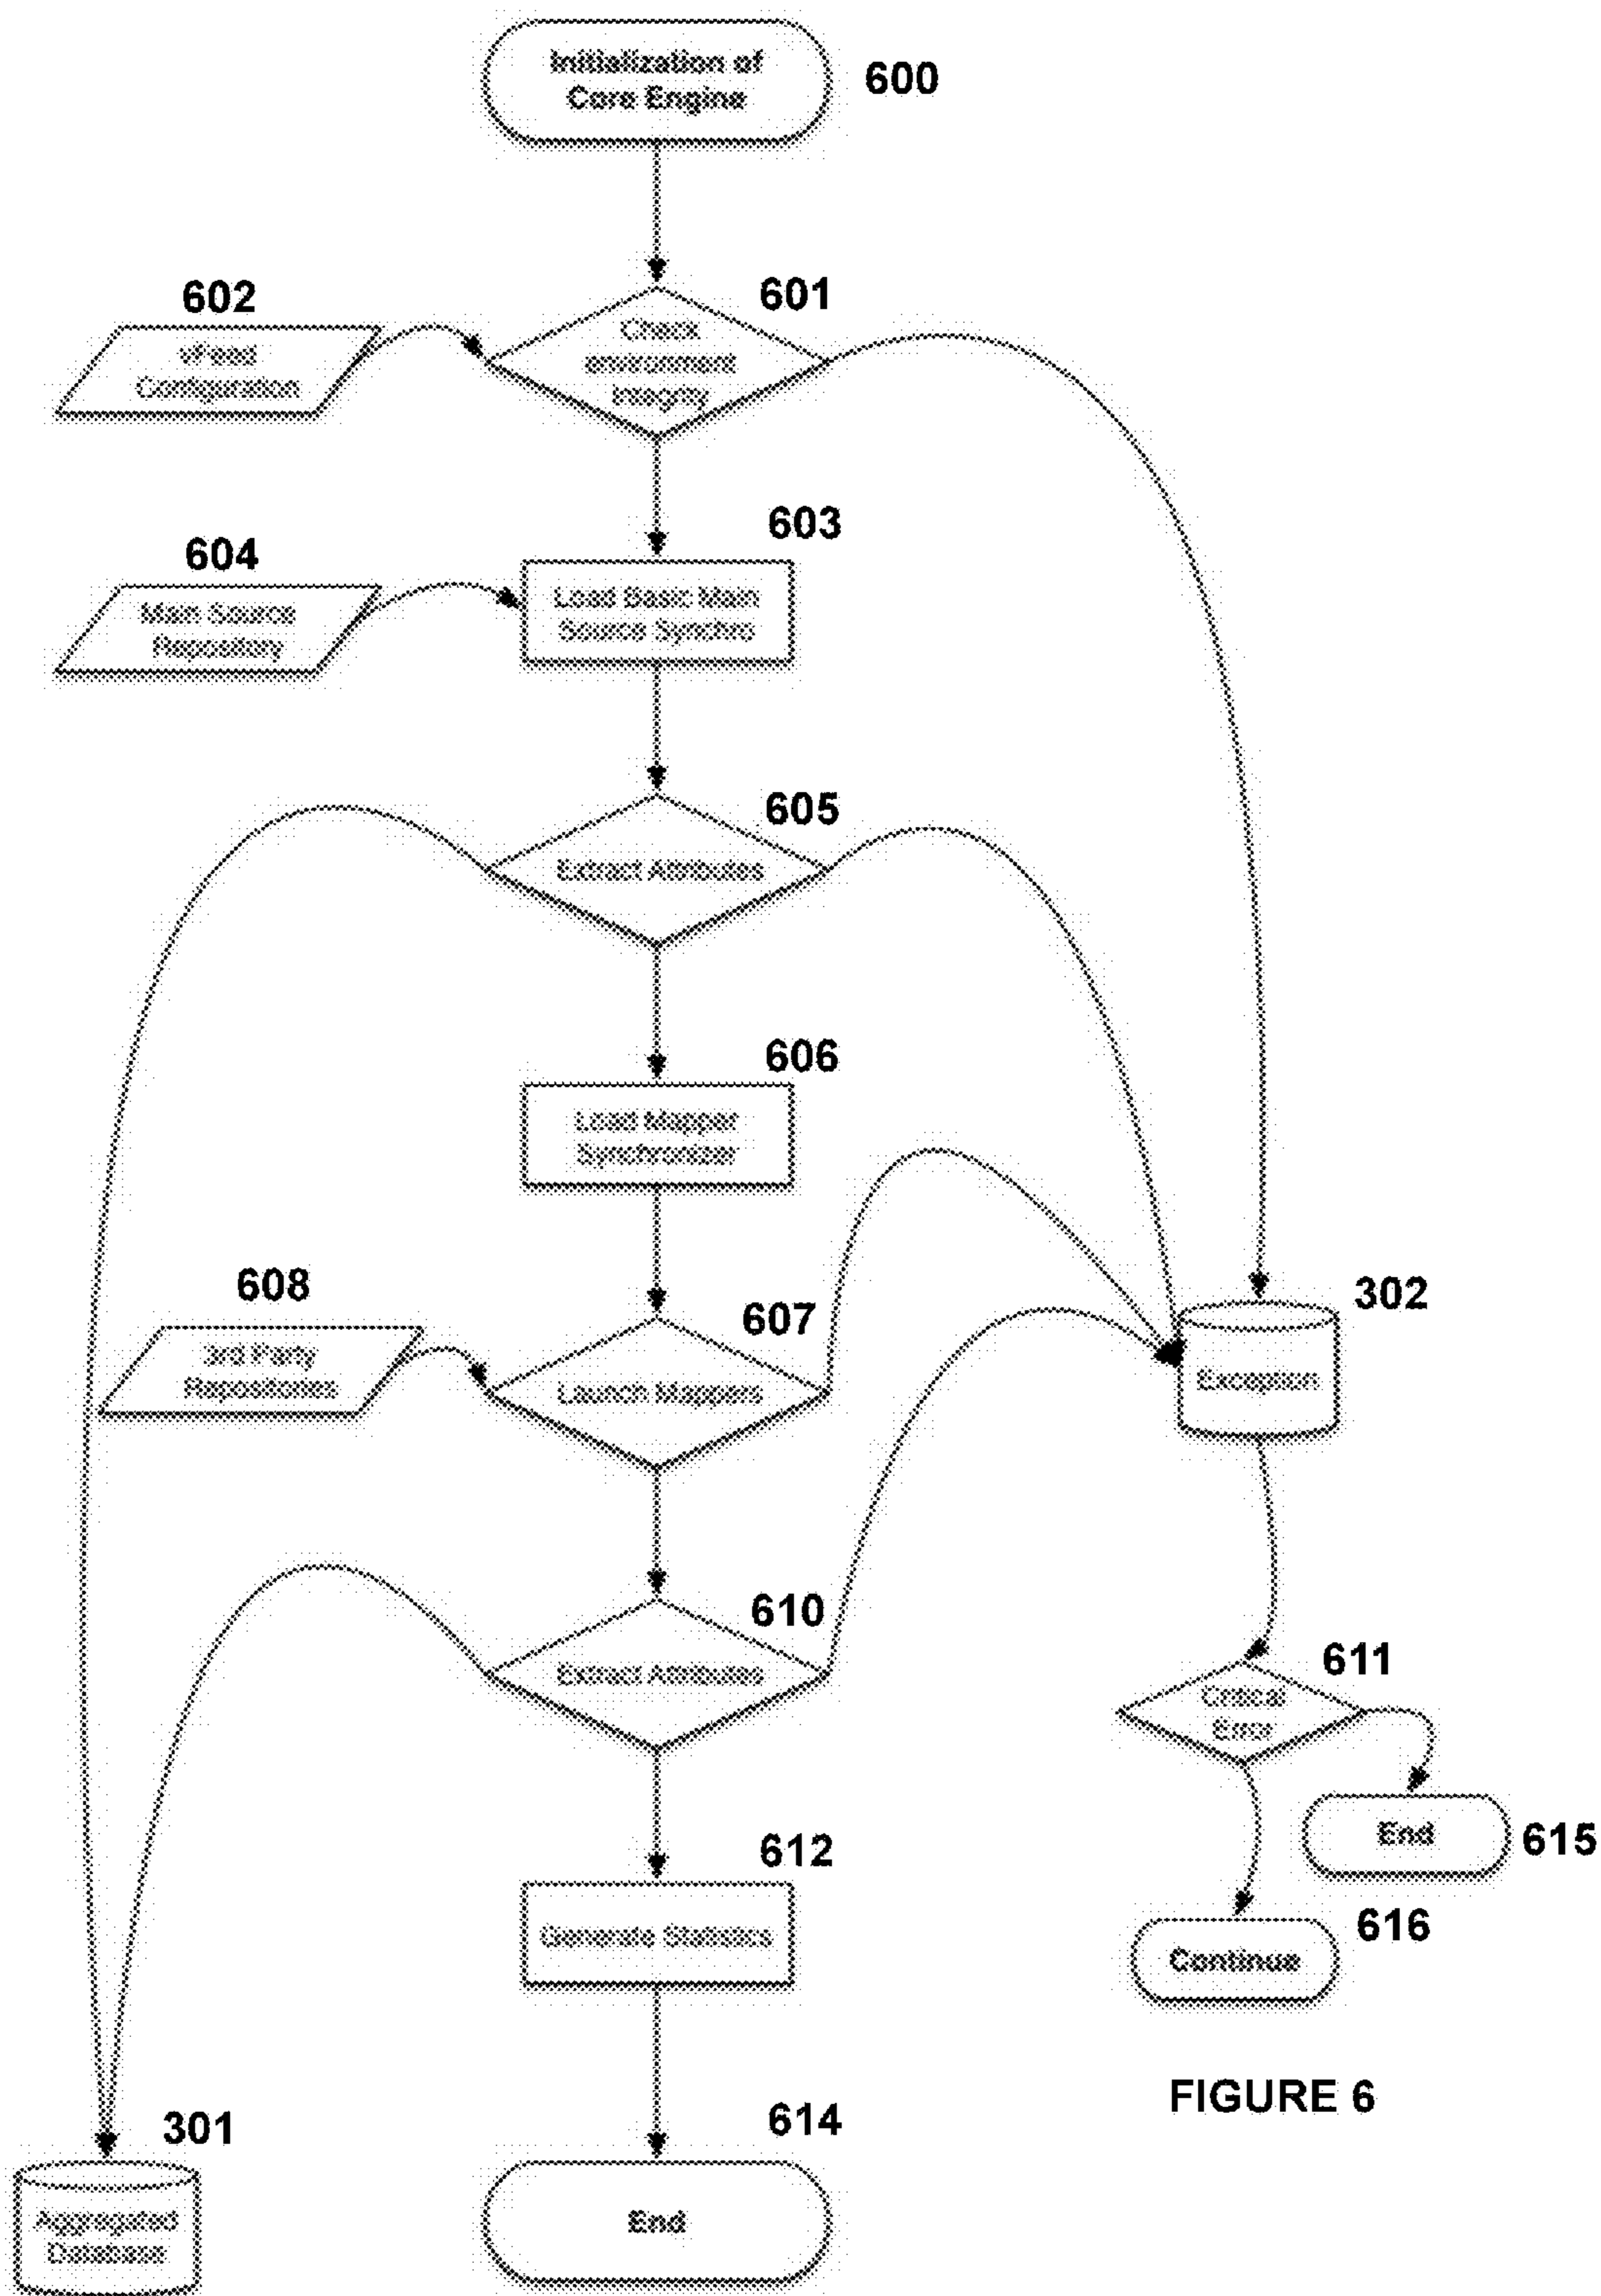 Initialization of
Core Engine
600
602
601
vFeed
Configuration
Check
environment
Integrity
603
604
Load Basic Main
Source Synchro
Main Source
Repository
605
Extract Attributes
606
Load Mapper
Synchronizer
608
607
302
3rd Party
Repositories
Launch Mappers
Exception
610
Extract Attributes
611
Critical
Error
612
End
615
616
Generate Statistics
Continue
FIGURE 6
301
614
Aggregated
Database
End